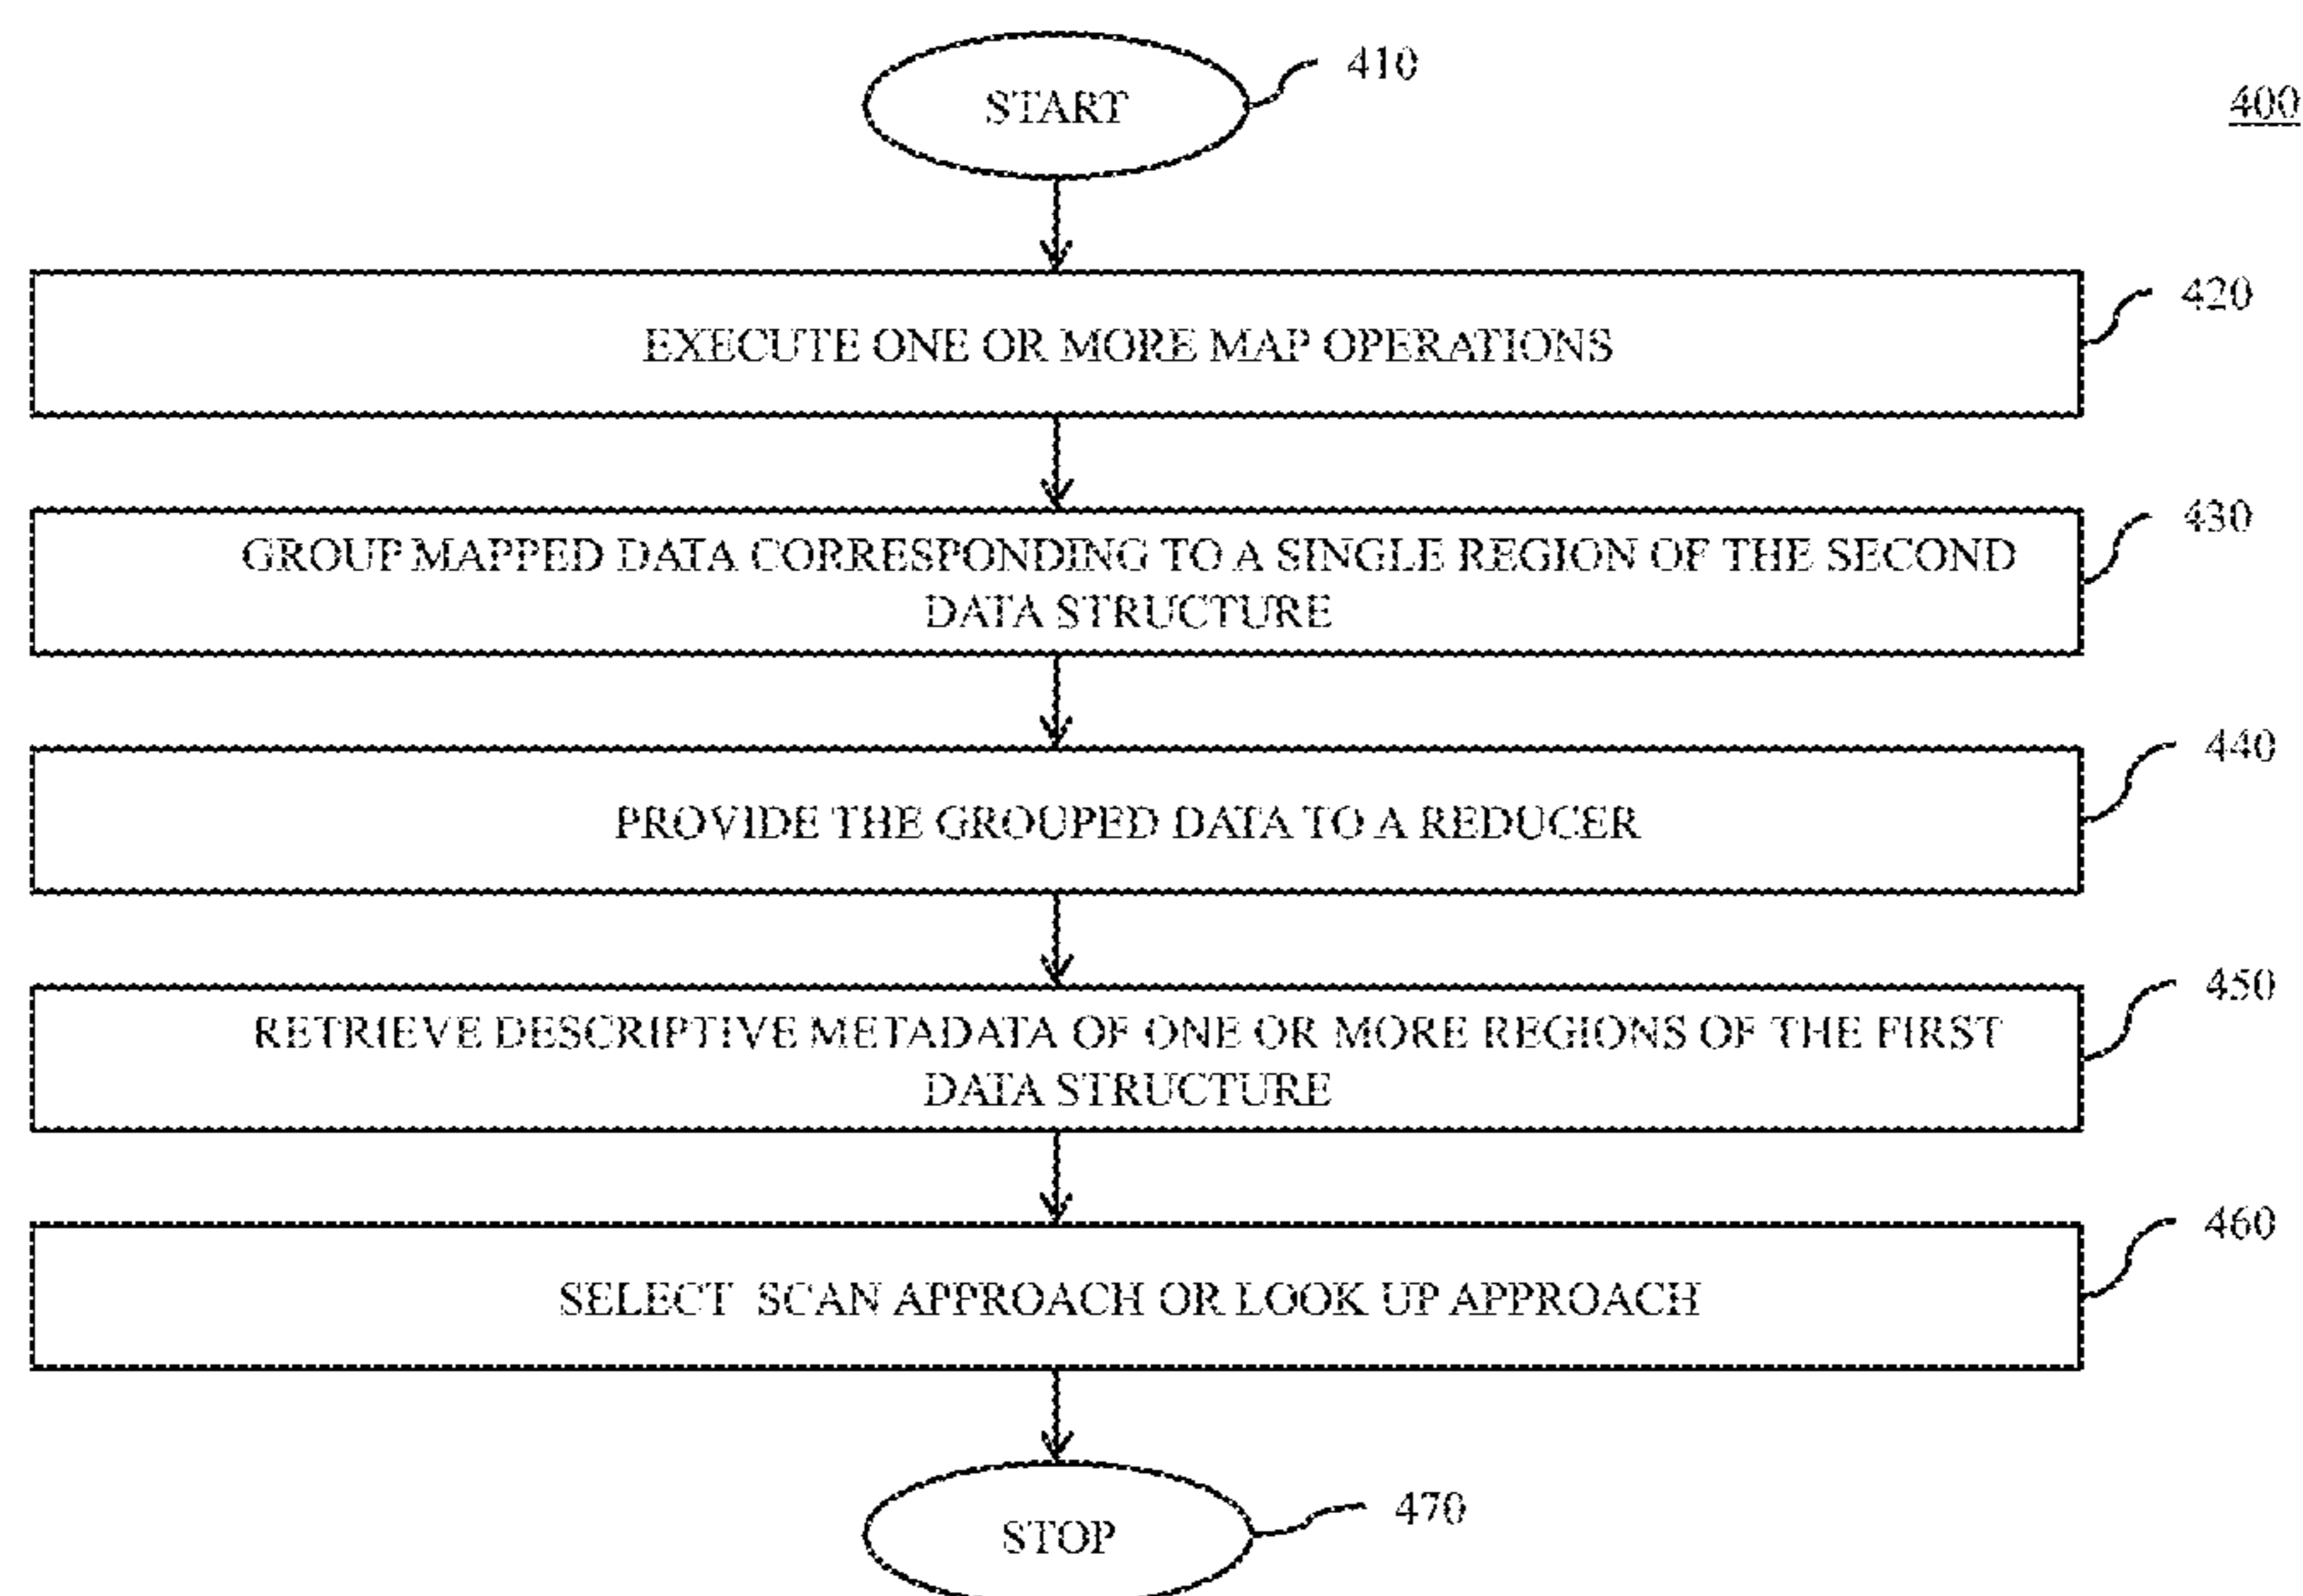 START
410
400
EXECUTE ONE OR MORE MAP OPERATIONS
420
GROUP MAPPED DATA CORRESPONDING TO A SINGLE REGION OF THE SECOND
DATA STRUCTURE
430
PROVIDE THE GROUPED DATA TO A REDUCER
440
RETRIEVE DESCRIPTIVE METADATA OF ONE OR MORE REGIONS OF THE FIRST
DATA STRUCTURE
450
SELECT SCAN APPROACH OR LOOK UP APPROACH
460
STOP
470